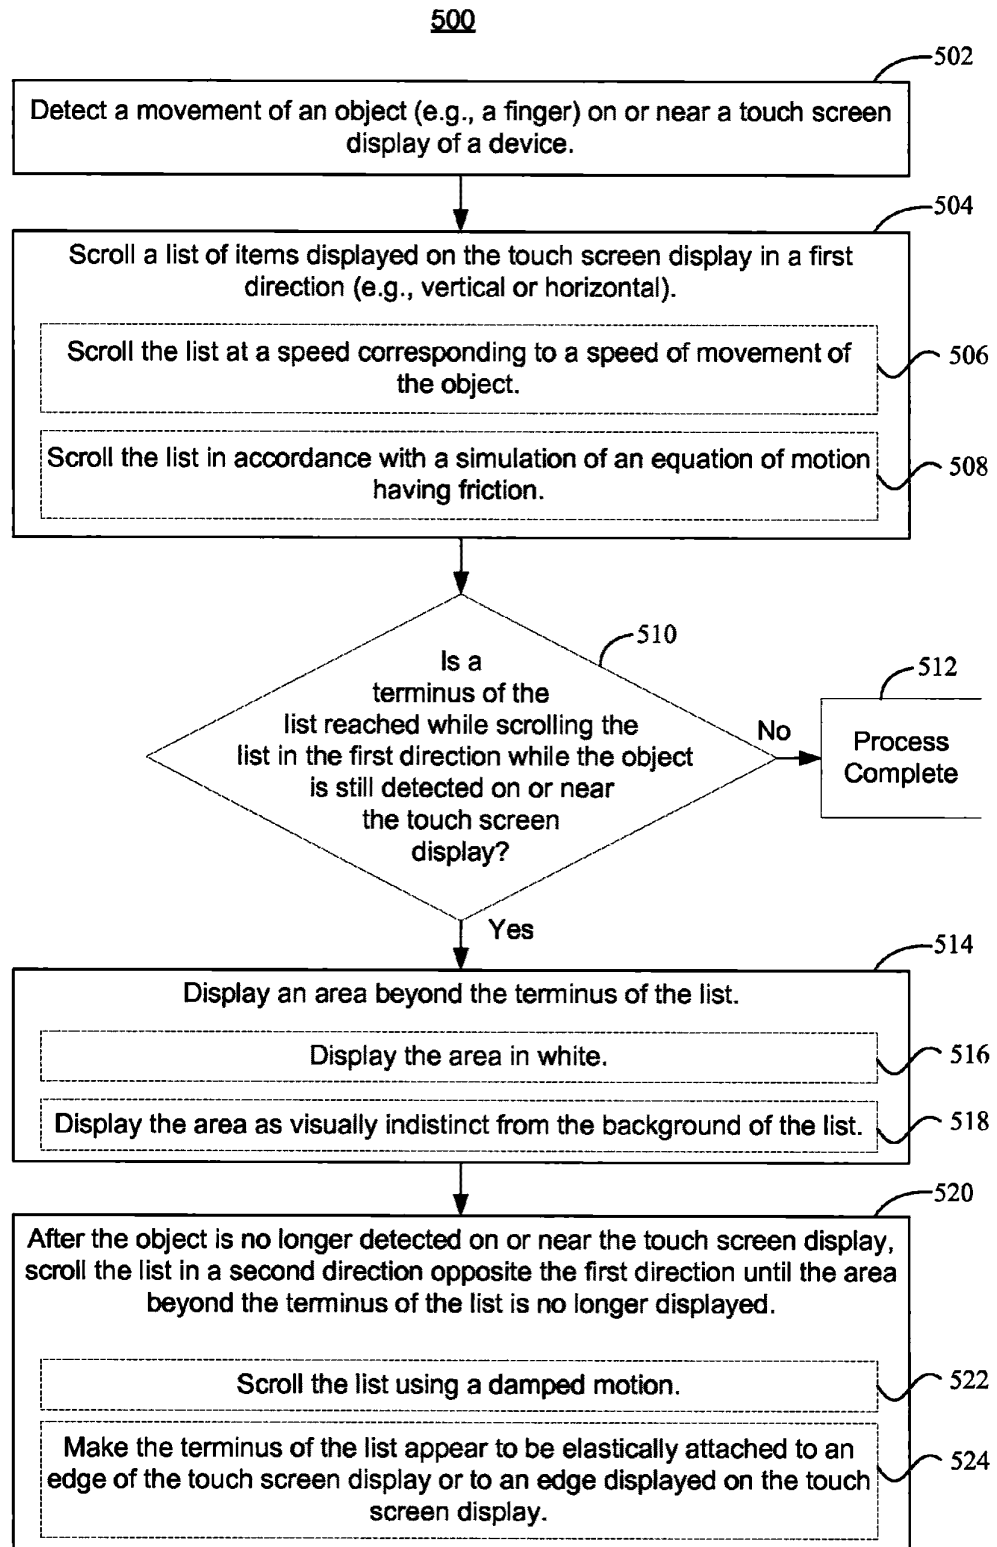 500
502
Detect a movement of an object (e.g., a finger) on or near a touch screen
display of a device.
504
Scroll a list of items displayed on the touch screen display in a first
direction (e.g., vertical or horizontal).
Scroll the list at a speed corresponding to a speed of movement of
the object.
506
Scroll the list in accordance with a simulation of an equation of motion
having friction.
508
510
Is a
terminus of the
list reached while scrolling the
list in the first direction while the object
is still detected on or near
the touch screen
display?
No
512
Process
Complete
Yes
514
Display an area beyond the terminus of the list.
Display the area in white.
516
Display the area as visually indistinct from the background of the list.
518
520
After the object is no longer detected on or near the touch screen display,
scroll the list in a second direction opposite the first direction until the area
beyond the terminus of the list is no longer displayed.
Scroll the list using a damped motion.
522
Make the terminus of the list appear to be elastically attached to an
edge of the touch screen display or to an edge displayed on the touch
screen display.
524